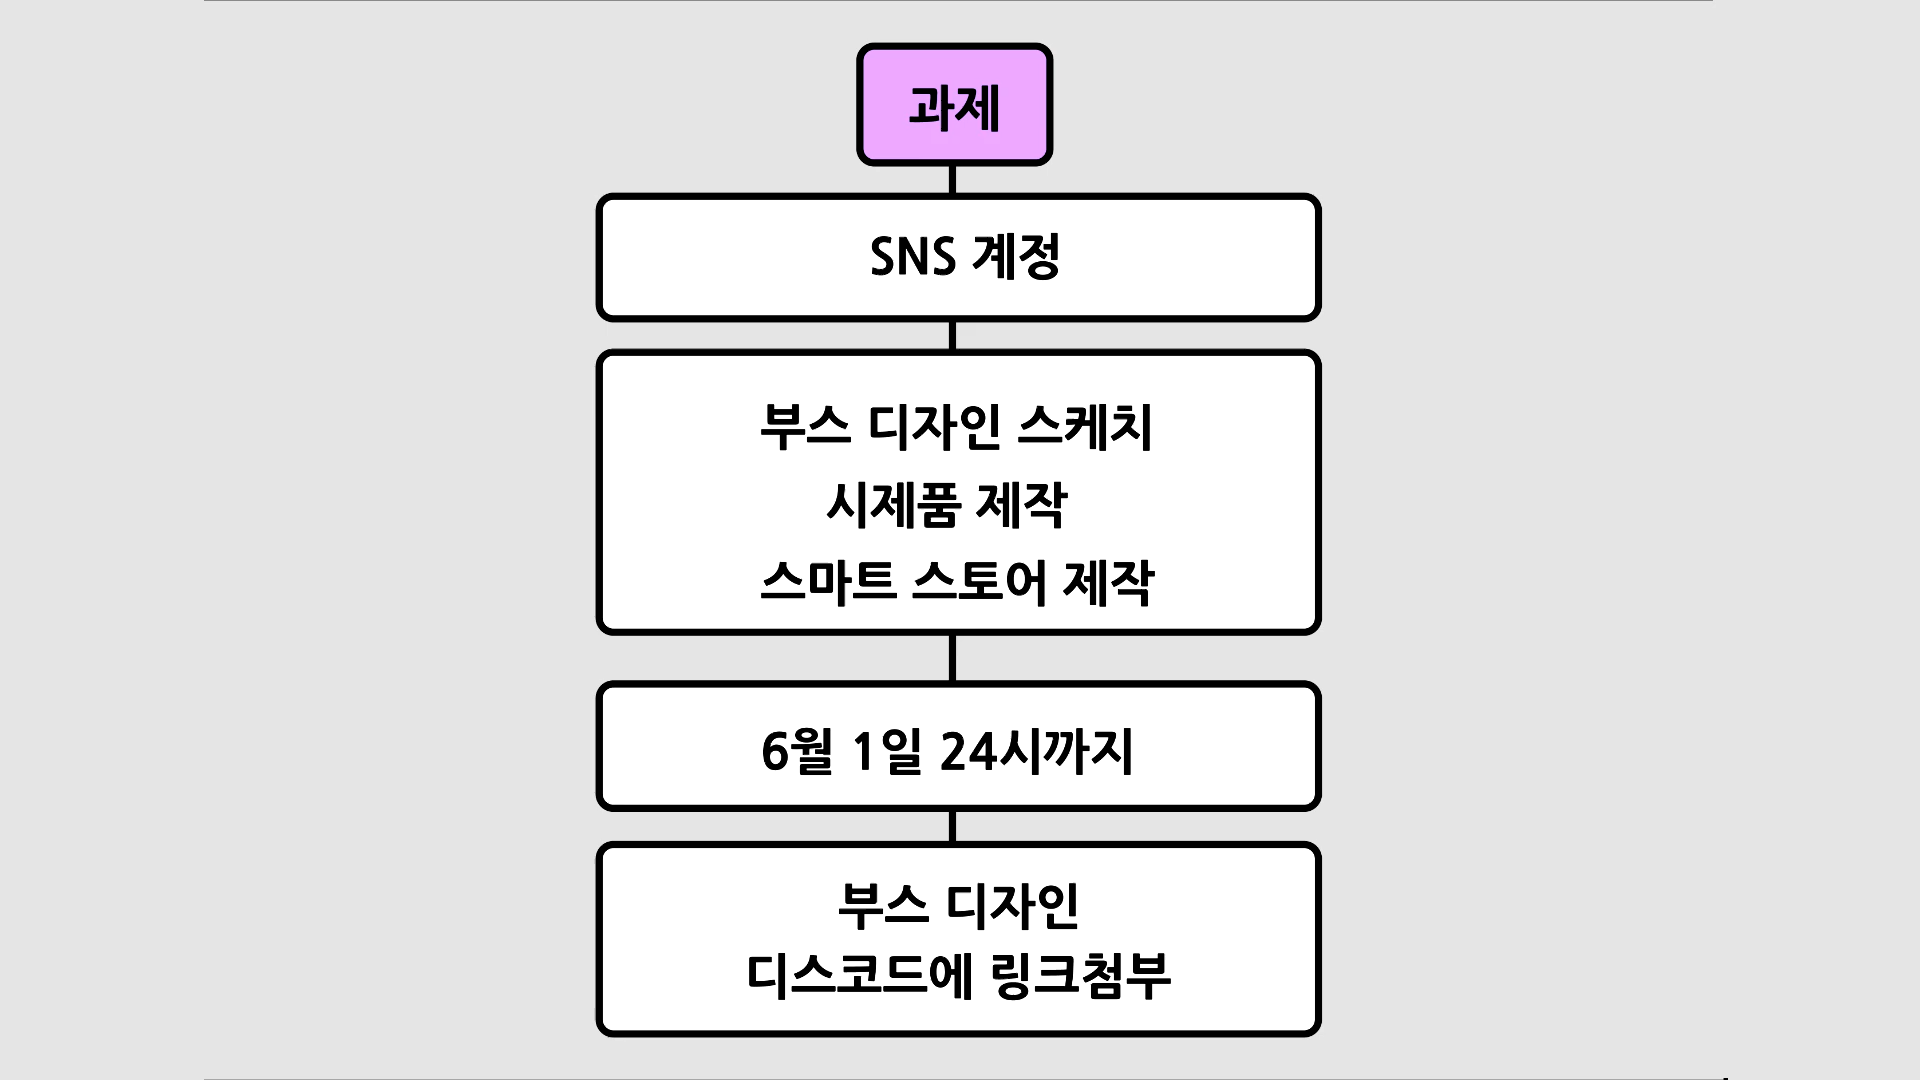 과제
SNS 계정
부스 디자인 스케치
시제품 제작
스마트 스토어 제작
6월 1일 24시까지
부스 디자인
디스코드에 링크첨부